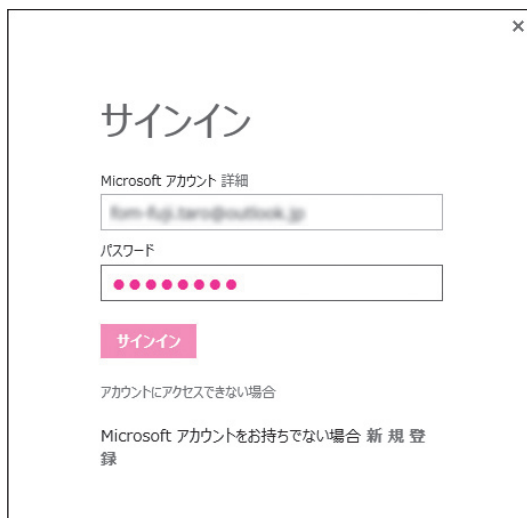 ×
サインイン
Microsoft アカウント 詳細
パスワード
●●●●●●●●
サインイン
アカウントにアクセスできない場合
Microsoft アカウントをお持ちでない場合 新 規 登
録